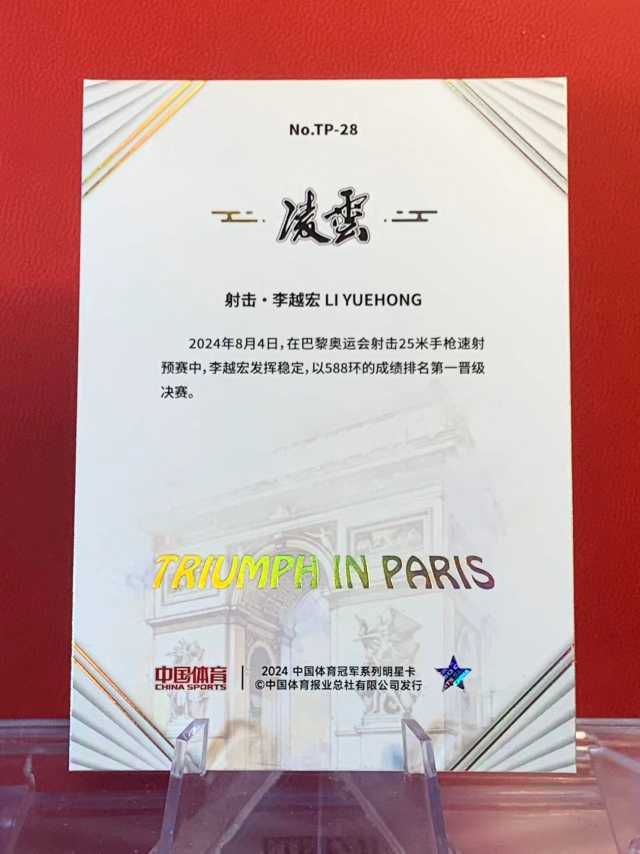 No.TP-28
凌雲
射击·李越宏 LI YUEHONG
2024年8月4日,在巴黎奥运会射击25米手枪速射
预赛中,李越宏发挥稳定,以588环的成绩排名第一晋级
决赛。
TRIUMPH IN PARIS
中国体育
CHINA SPORTS
2024 中国体育冠军系列明星卡
©中国体育报业总社有限公司发行